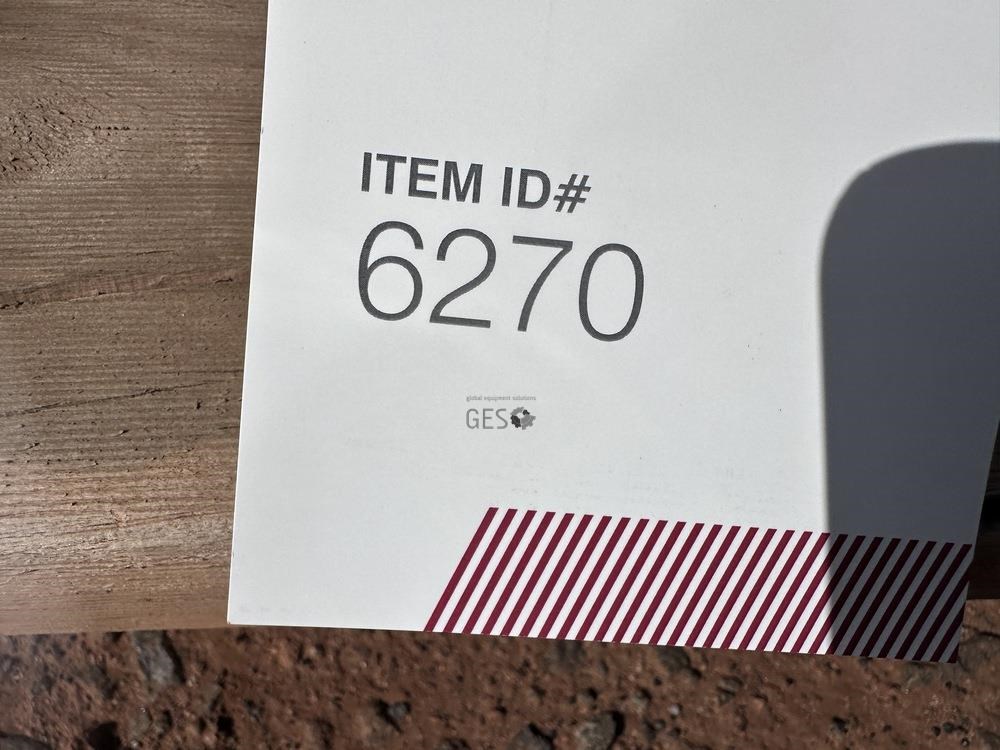 ITEM ID#
6270
global equipment solutions
GES